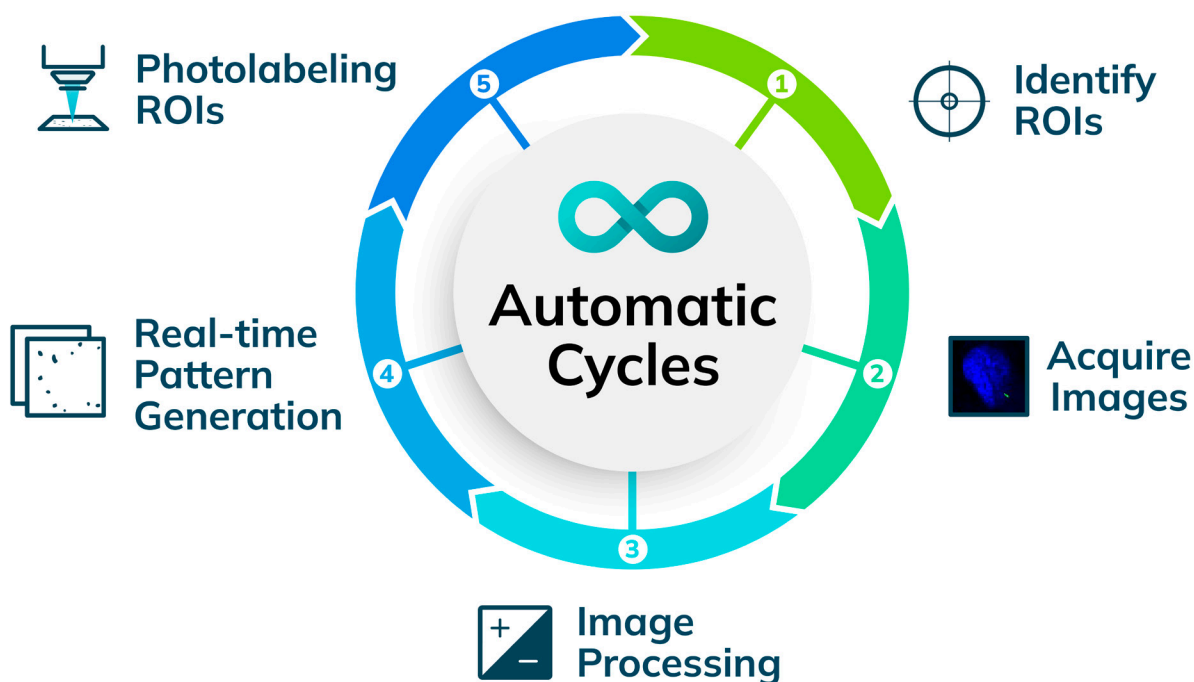 Automatic
Cycles
1
Identify
ROIs
2
Acquire
Images
3
Image
Processing
4
Real-time
Pattern
Generation
5
Photolabeling
ROIs